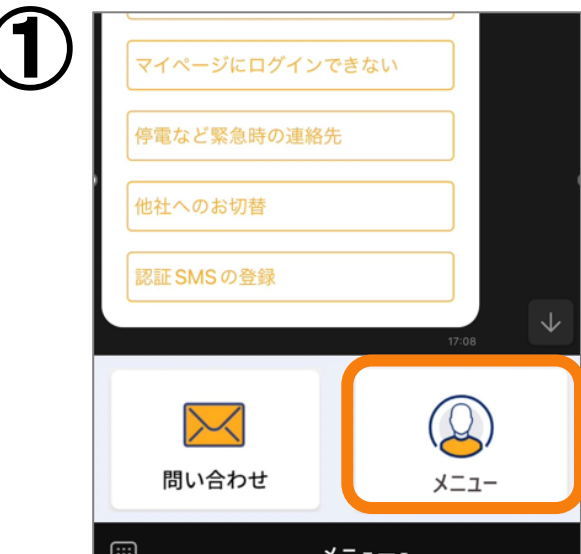 ①
マイページにログインできない
停電など緊急時の連絡先
他社へのお切替
認証SMSの登録
17:08
問い合わせ
メニュー